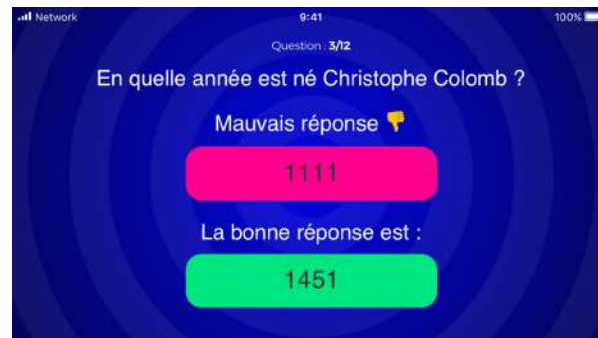 Network 9:41 100%
Question : 3/12
En quelle année est né Christophe Colomb ?
Mauvais réponse 👎
1111
La bonne réponse est :
1451